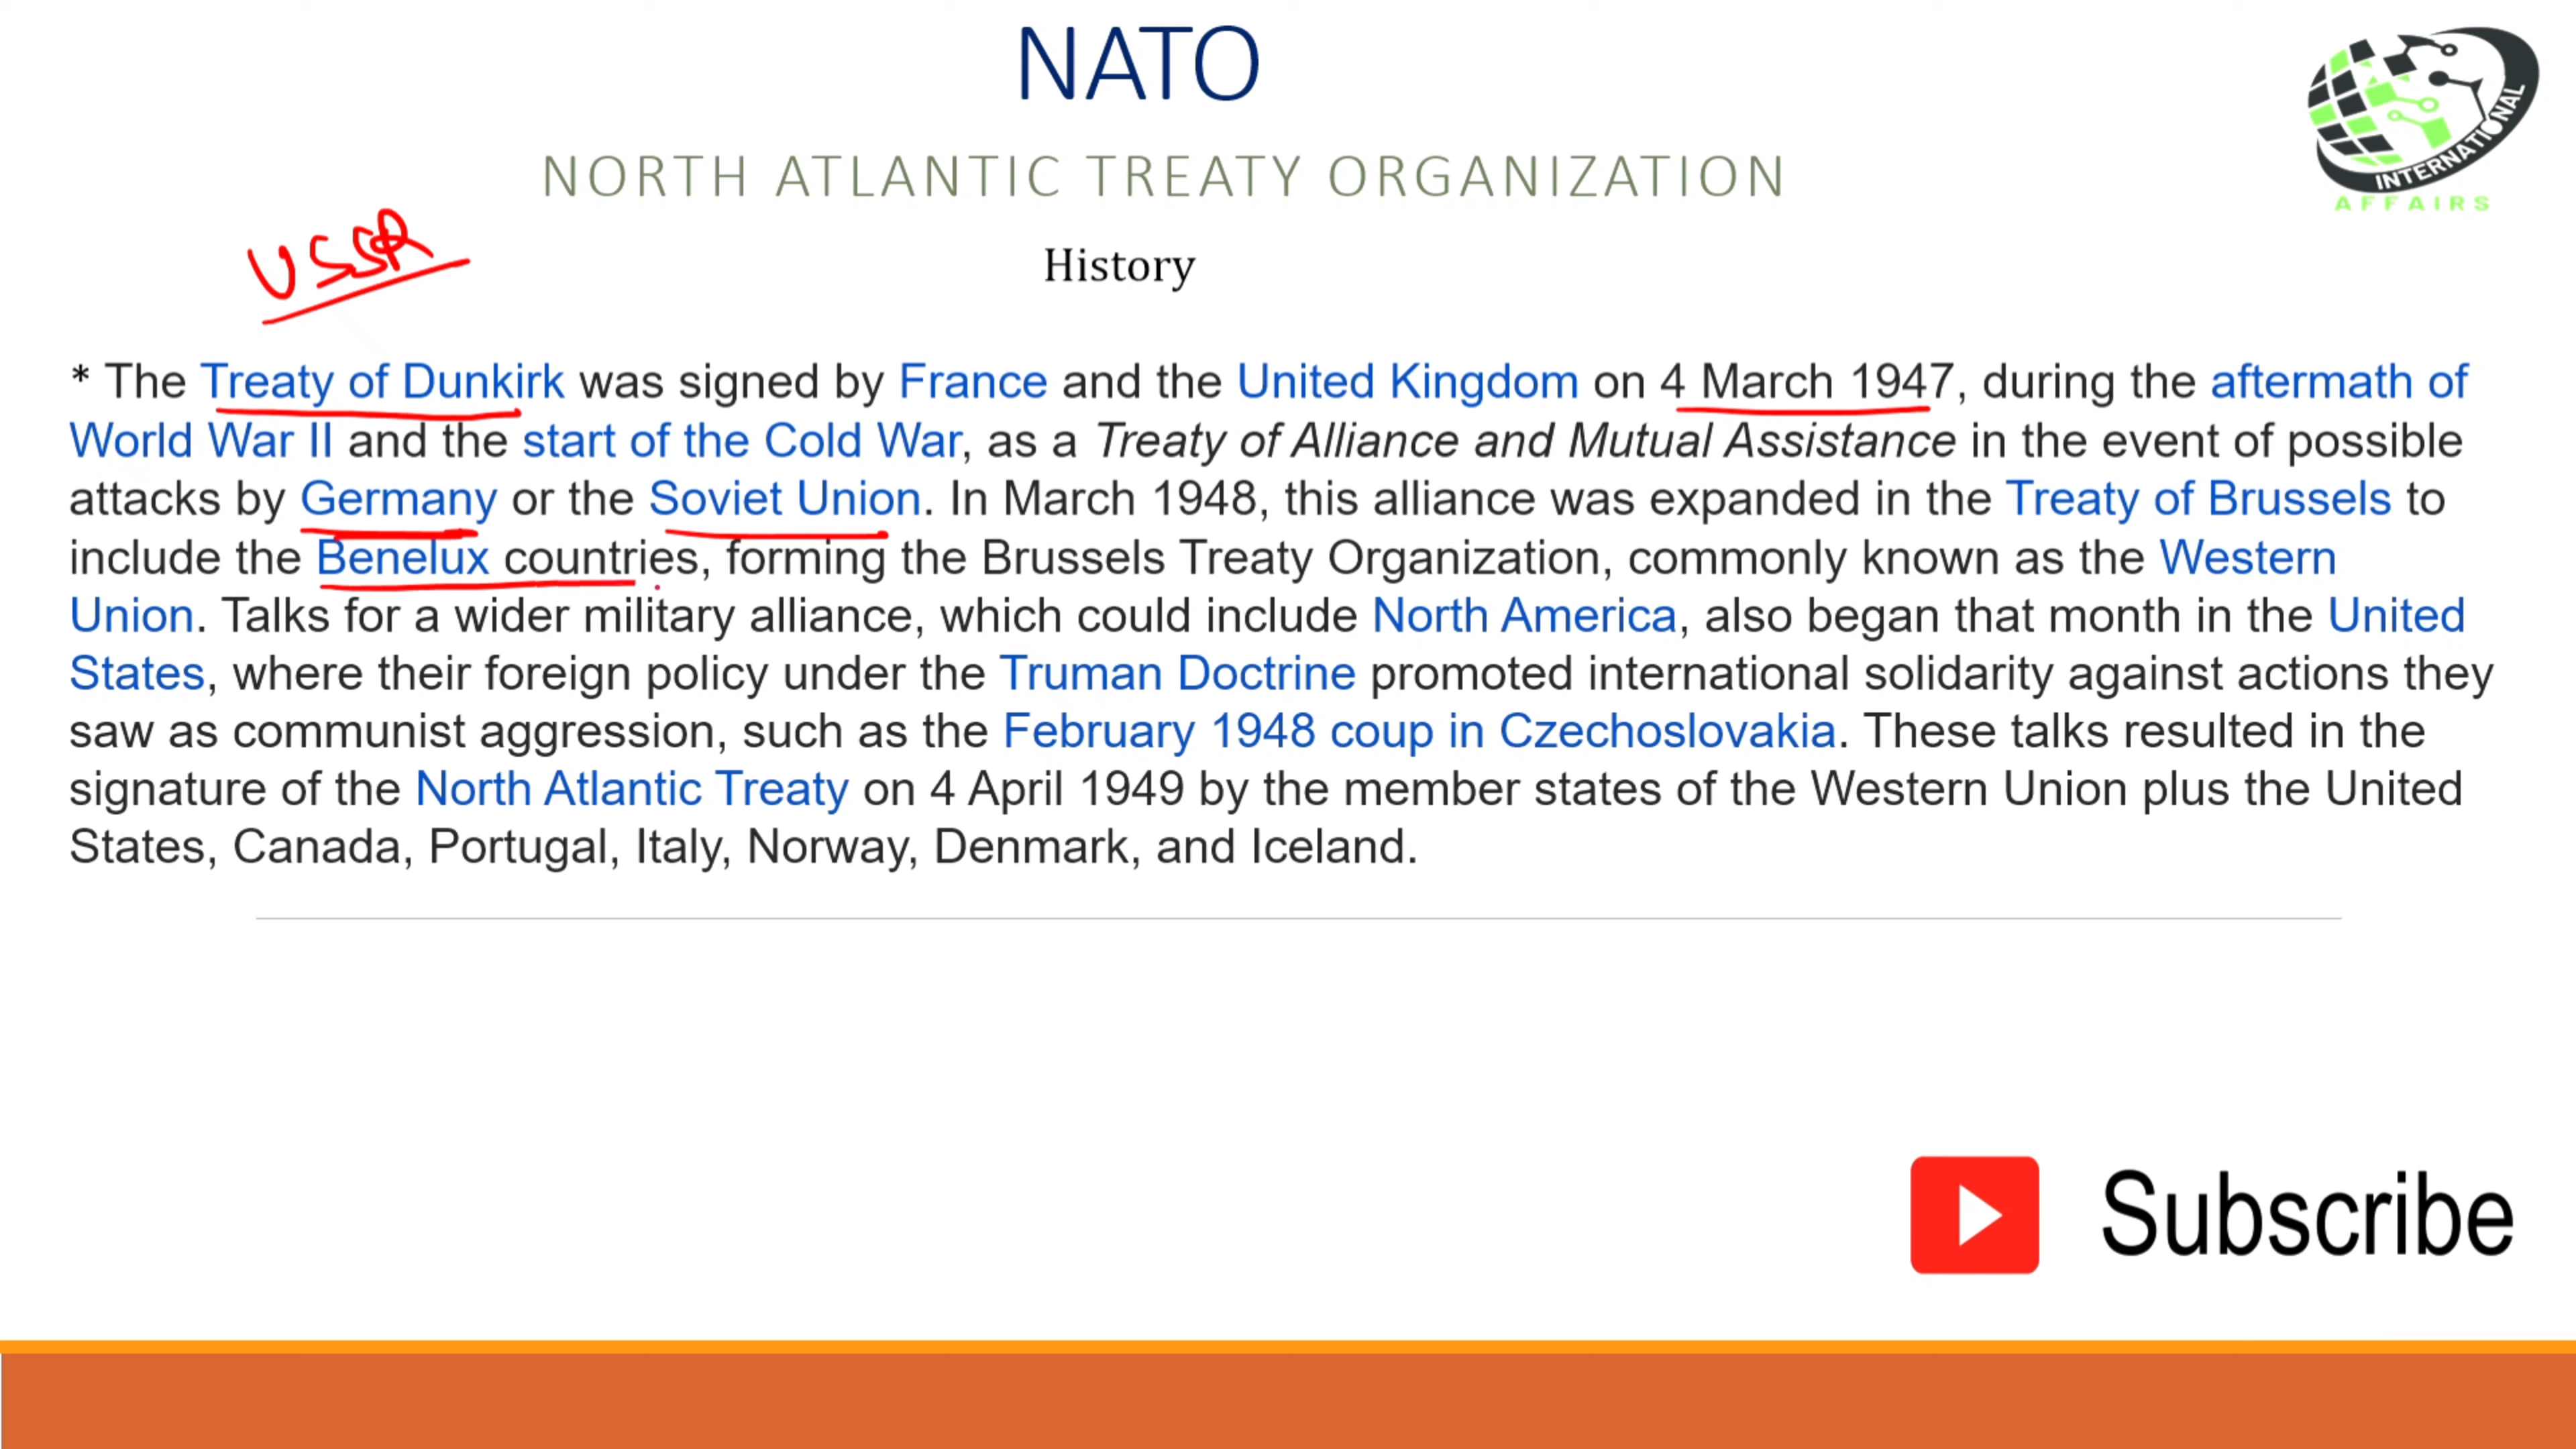 NATO
NORTH ATLANTIC TREATY ORGANIZATION
INTERNATIONAL
AFFAIRS
USSR
History
* The Treaty of Dunkirk was signed by France and the United Kingdom on 4 March 1947, during the aftermath of
World War II and the start of the Cold War, as a Treaty of Alliance and Mutual Assistance in the event of possible
attacks by Germany or the Soviet Union. In March 1948, this alliance was expanded in the Treaty of Brussels to
include the Benelux countries, forming the Brussels Treaty Organization, commonly known as the Western
Union. Talks for a wider military alliance, which could include North America, also began that month in the United
States, where their foreign policy under the Truman Doctrine promoted international solidarity against actions they
saw as communist aggression, such as the February 1948 coup in Czechoslovakia. These talks resulted in the
signature of the North Atlantic Treaty on 4 April 1949 by the member states of the Western Union plus the United
States, Canada, Portugal, Italy, Norway, Denmark, and Iceland.
Subscribe